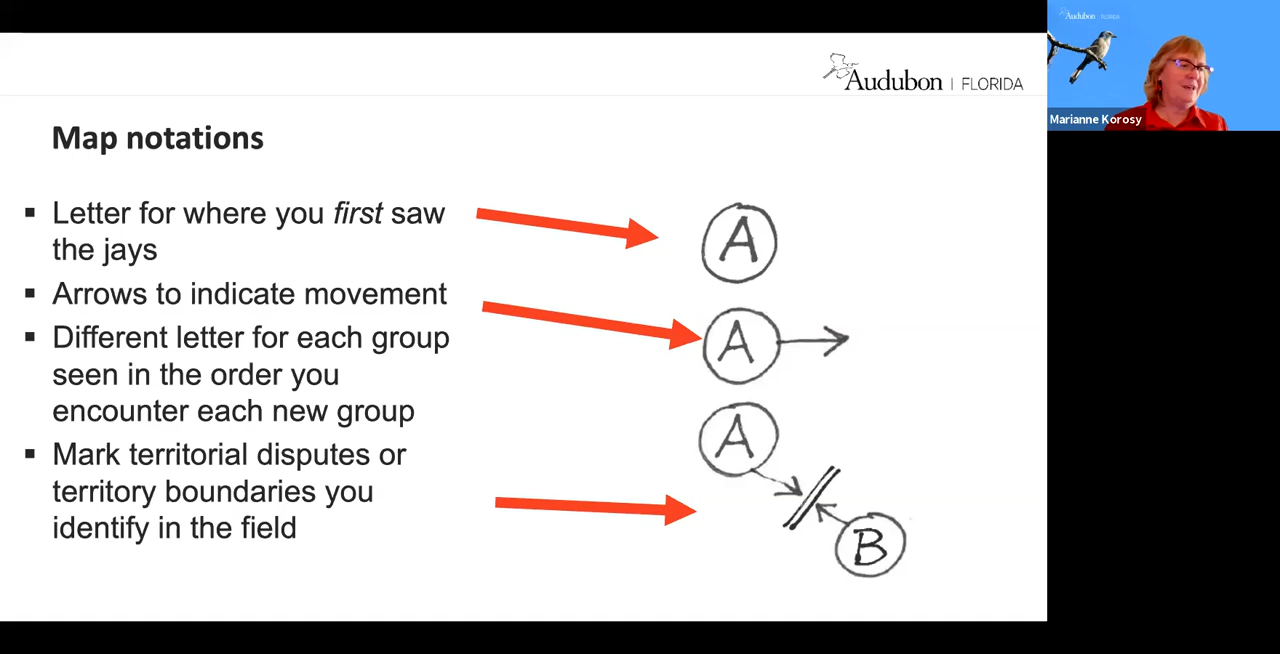 Audubon | FLORIDA
Audubon | FLORIDA
Marianne Korosy
Map notations
▪ Letter for where you first saw
the jays
▪ Arrows to indicate movement
▪ Different letter for each group
seen in the order you
encounter each new group
▪ Mark territorial disputes or
territory boundaries you
identify in the field
A
A
A
B